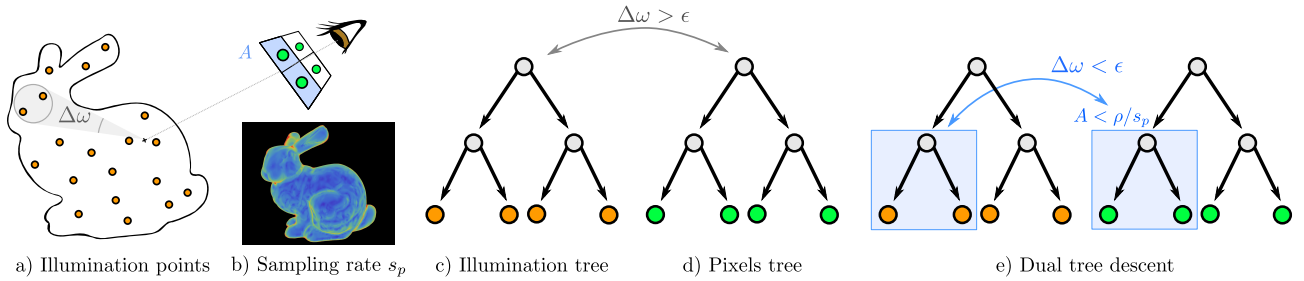 Δω > ϵ
A
Δω
Δω < ϵ
A < ρ/s_p
a) Illumination points
b) Sampling rate s_p
c) Illumination tree
d) Pixels tree
e) Dual tree descent